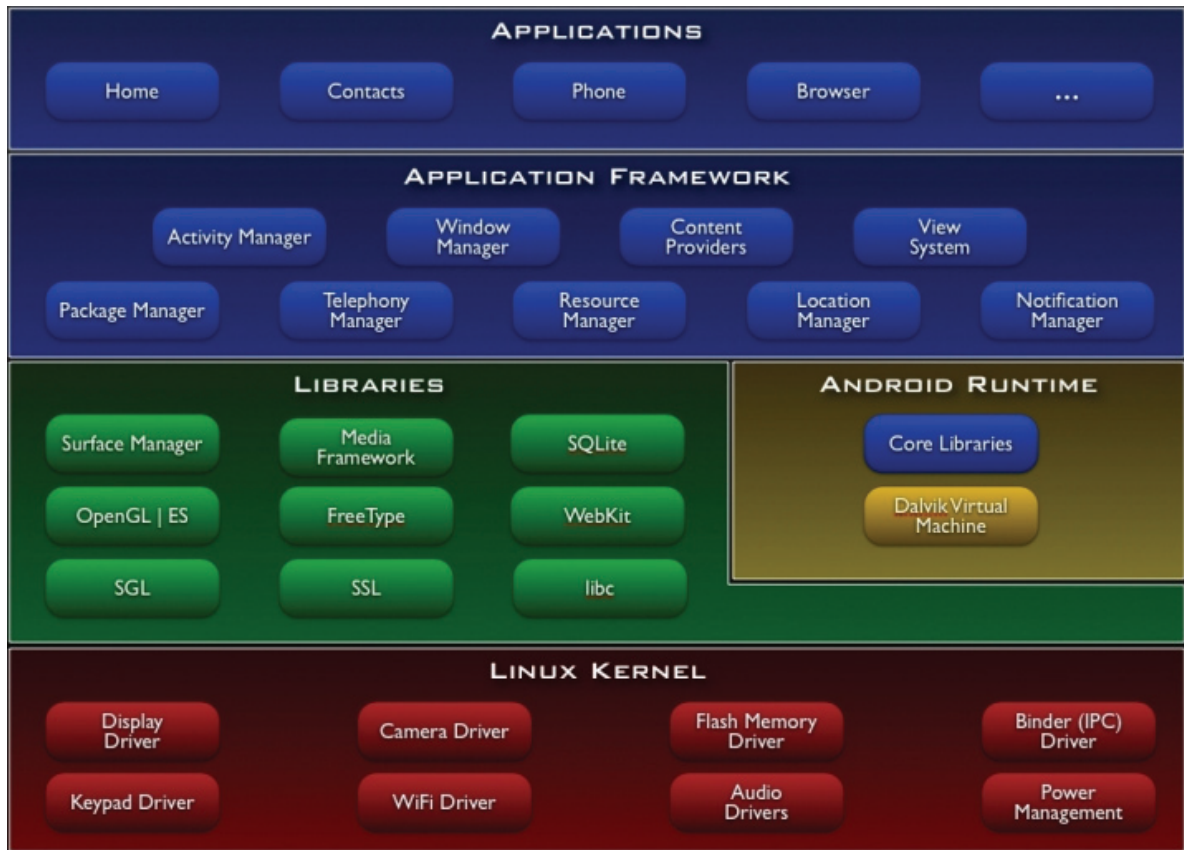 APPLICATIONS
Home
Contacts
Phone
Browser
...
APPLICATION FRAMEWORK
Activity Manager
Window
Manager
Content
Providers
View
System
Package Manager
Telephony
Manager
Resource
Manager
Location
Manager
Notification
Manager
LIBRARIES
Surface Manager
Media
Framework
SQLite
OpenGL | ES
FreeType
WebKit
SGL
SSL
libc
ANDROID RUNTIME
Core Libraries
Dalvik Virtual
Machine
LINUX KERNEL
Display
Driver
Camera Driver
Flash Memory
Driver
Binder (IPC)
Driver
Keypad Driver
WiFi Driver
Audio
Drivers
Power
Management